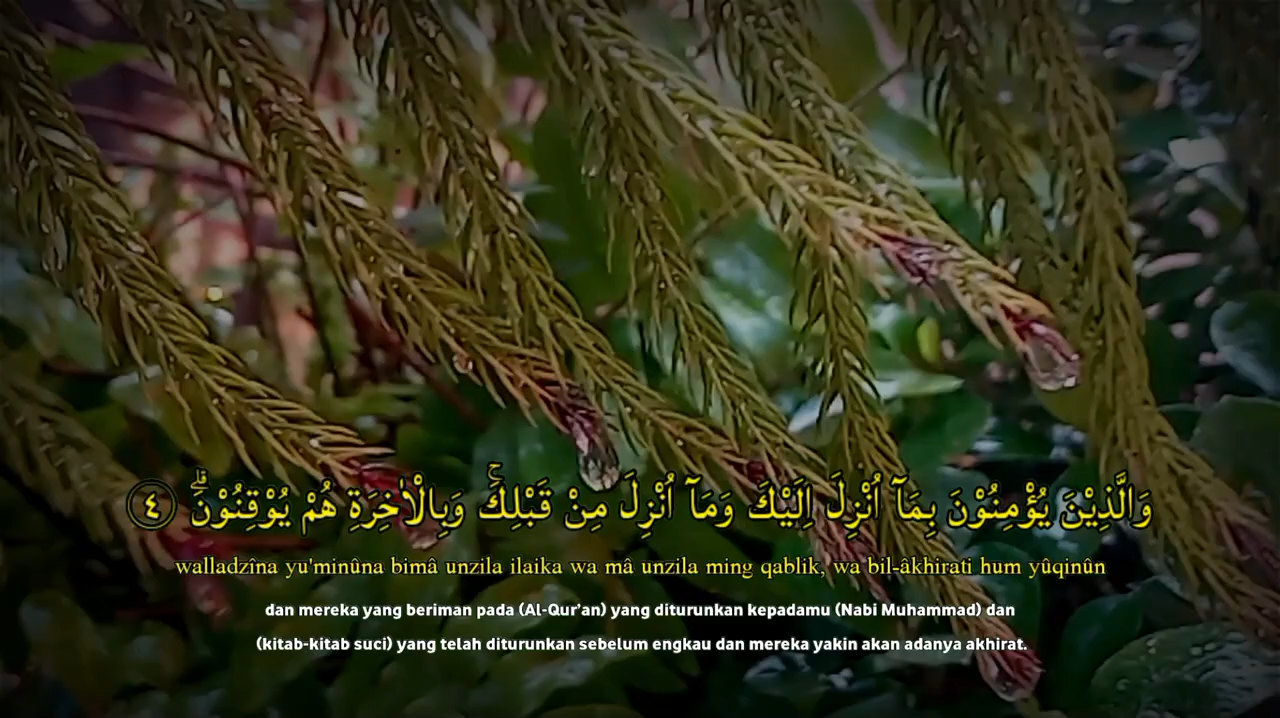 وَالَّذِيْنَ يُؤْمِنُوْنَ بِمَآ اُنْزِلَ اِلَيْكَ وَمَآ اُنْزِلَ مِنْ قَبْلِكَۚ وَبِالْاٰخِرَةِ هُمْ يُوْقِنُوْنَۗ ٤
walladzîna yu'minûna bimâ unzila ilaika wa mâ unzila ming qablik, wa bil-âkhirati hum yûqinûn
dan mereka yang beriman pada (Al-Qur’an) yang diturunkan kepadamu (Nabi Muhammad) dan
(kitab-kitab suci) yang telah diturunkan sebelum engkau dan mereka yakin akan adanya akhirat.